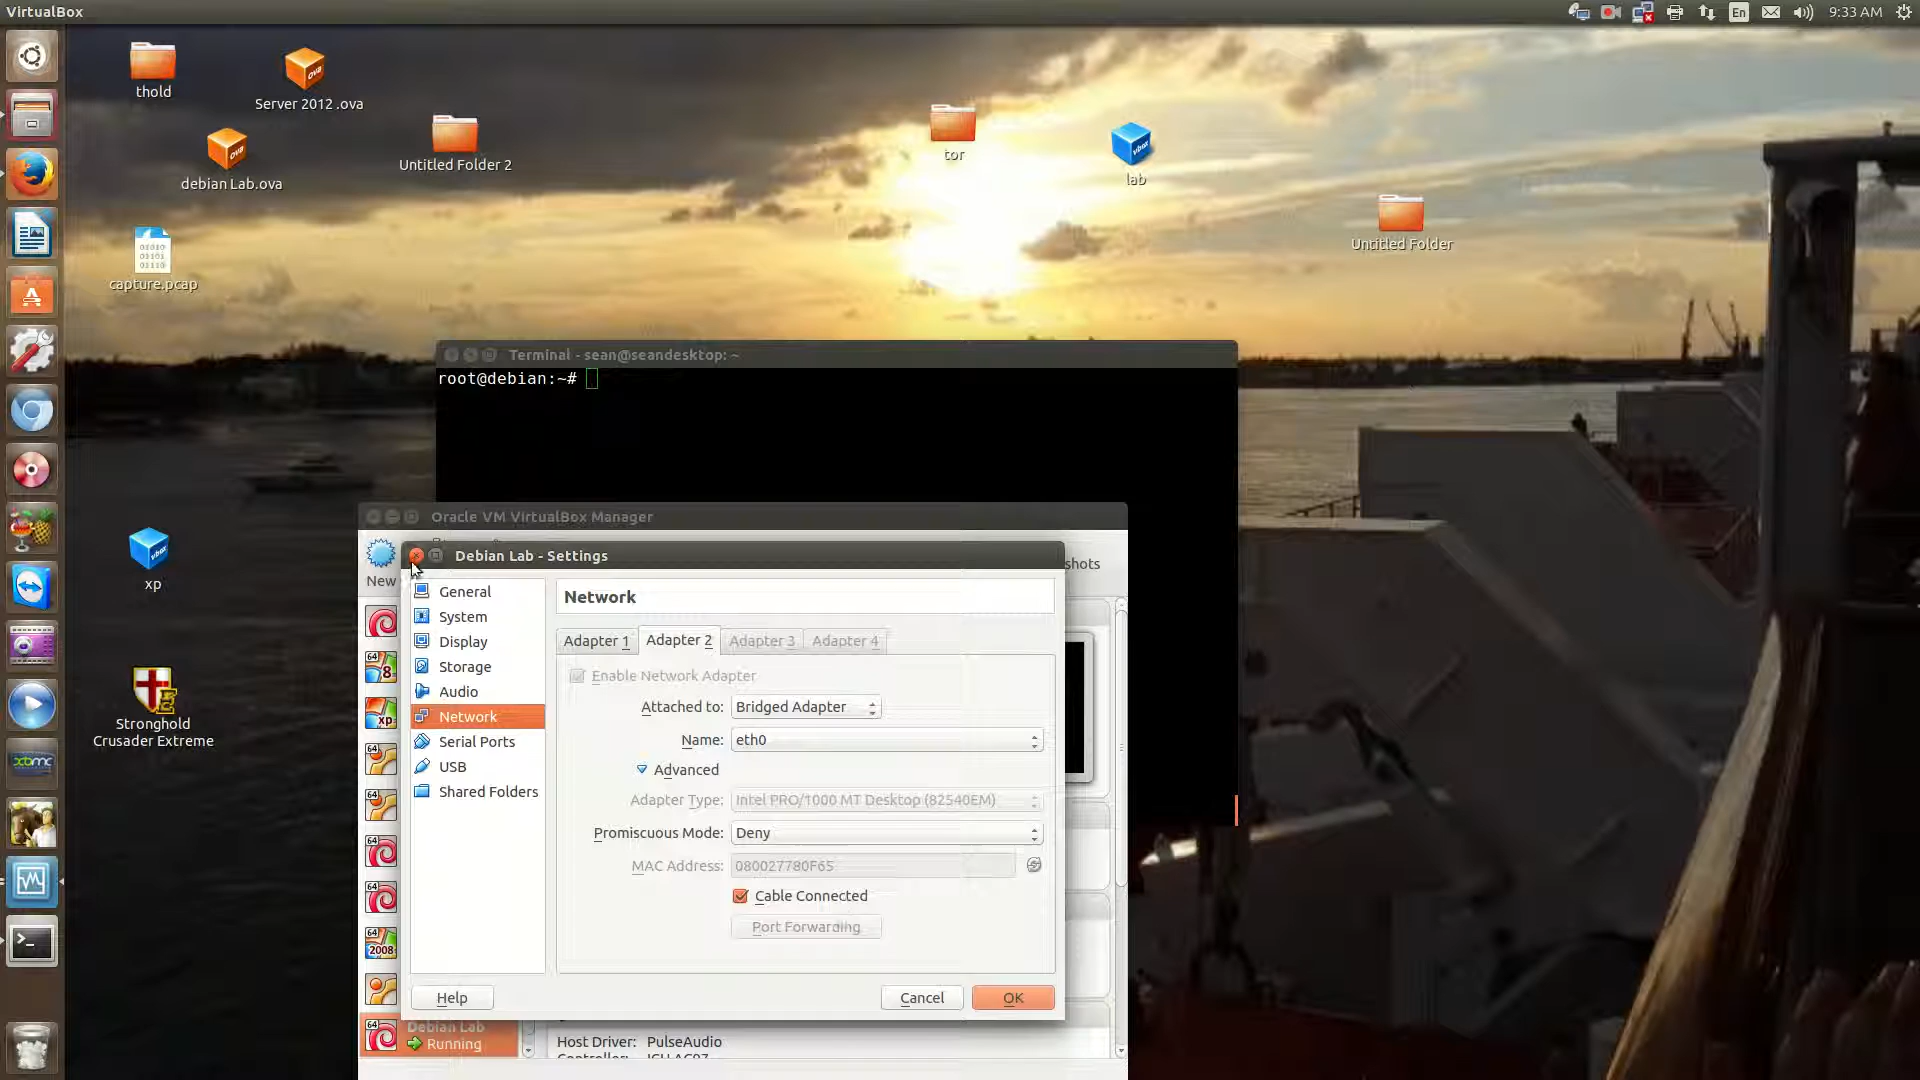 VirtualBox
En
9:33 AM
thold
Server 2012 .ova
debian Lab.ova
Untitled Folder 2
tor
lab
Untitled Folder
capture.pcap
xp
Stronghold
Crusader Extreme
Terminal - sean@seandesktop: ~
root@debian:~#
Oracle VM VirtualBox Manager
New
shots
Debian Lab - Settings
General
System
Display
Storage
Audio
Network
Serial Ports
USB
Shared Folders
Network
Adapter 1
Adapter 2
Adapter 3
Adapter 4
Enable Network Adapter
Attached to: Bridged Adapter
Name: eth0
Advanced
Adapter Type: Intel PRO/1000 MT Desktop (82540EM)
Promiscuous Mode: Deny
MAC Address: 080027780F65
Cable Connected
Port Forwarding
Help
Cancel
OK
Debian Lab
Running
Host Driver: PulseAudio